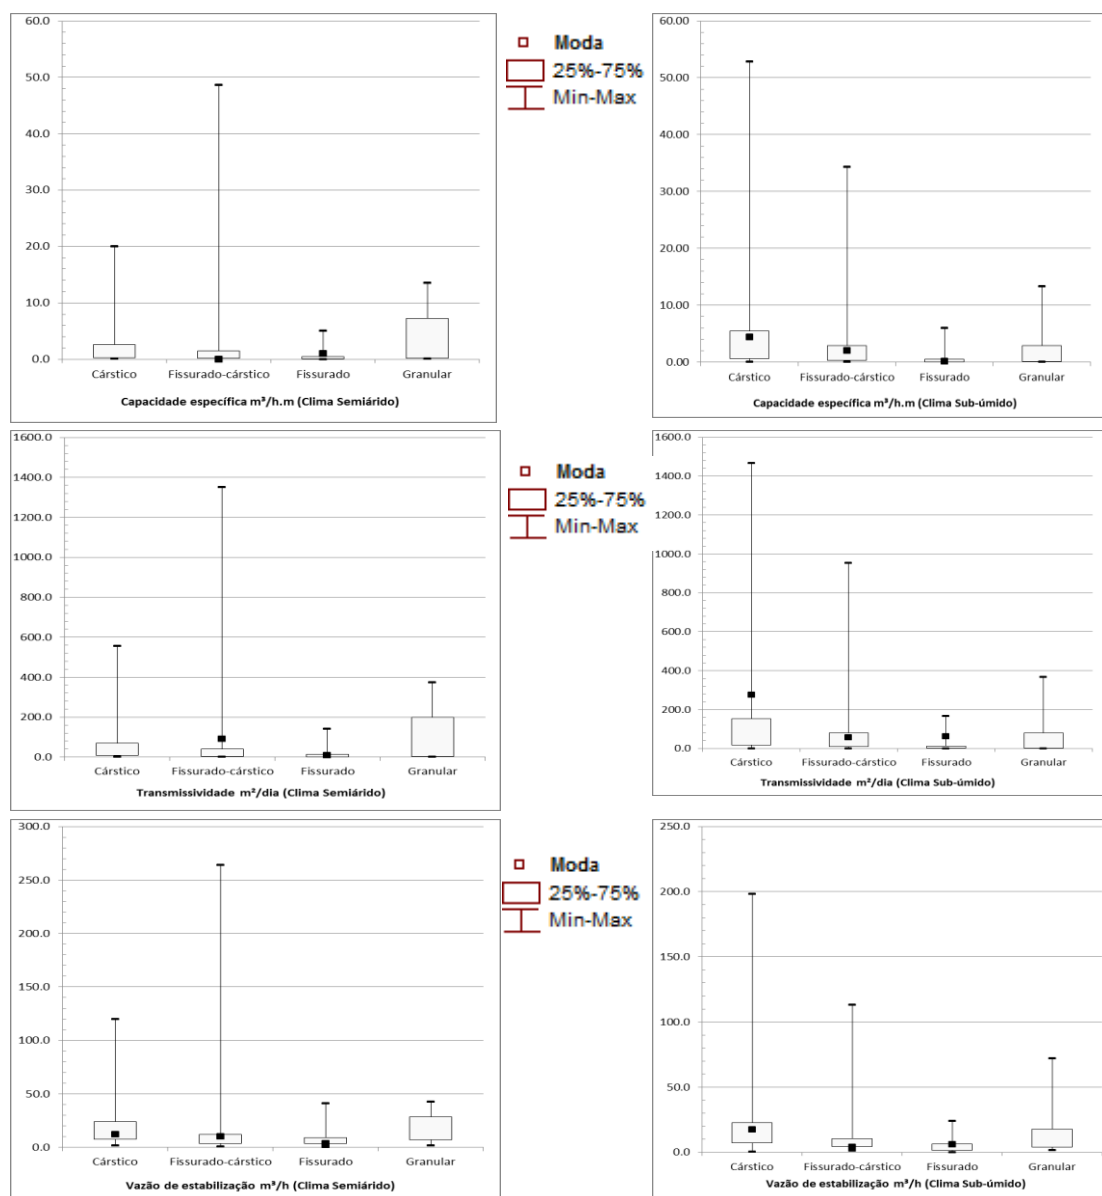 60.0
50.0
40.0
30.0
20.0
10.0
0.0
Cárstico Fissurado-cárstico Fissurado Granular
Capacidade específica m³/h.m (Clima Semiárido)
Moda
25%-75%
Min-Max
60.00
50.00
40.00
30.00
20.00
10.00
0.00
Cárstico Fissurado-cárstico Fissurado Granular
Capacidade específica m³/h.m (Clima Sub-úmido)
1600.0
1400.0
1200.0
1000.0
800.0
600.0
400.0
200.0
0.0
Cárstico Fissurado-cárstico Fissurado Granular
Transmissividade m²/dia (Clima Semiárido)
Moda
25%-75%
Min-Max
1600.0
1400.0
1200.0
1000.0
800.0
600.0
400.0
200.0
0.0
Cárstico Fissurado-cárstico Fissurado Granular
Transmissividade m²/dia (Clima Sub-úmido)
300.0
250.0
200.0
150.0
100.0
50.0
0.0
Cárstico Fissurado-cárstico Fissurado Granular
Vazão de estabilização m³/h (Clima Semiárido)
Moda
25%-75%
Min-Max
250.0
200.0
150.0
100.0
50.0
0.0
Cárstico Fissurado-cárstico Fissurado Granular
Vazão de estabilização m³/h (Clima Sub-úmido)